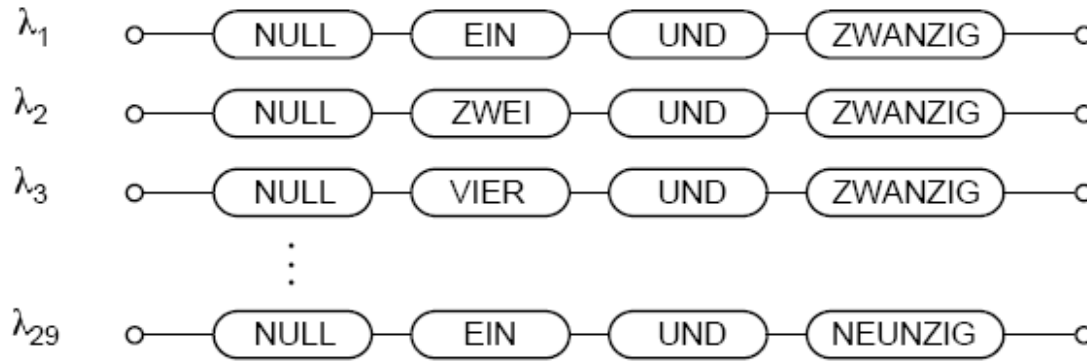 λ1 NULL EIN UND ZWANZIG
λ2 NULL ZWEI UND ZWANZIG
λ3 NULL VIER UND ZWANZIG
⋮
λ29 NULL EIN UND NEUNZIG